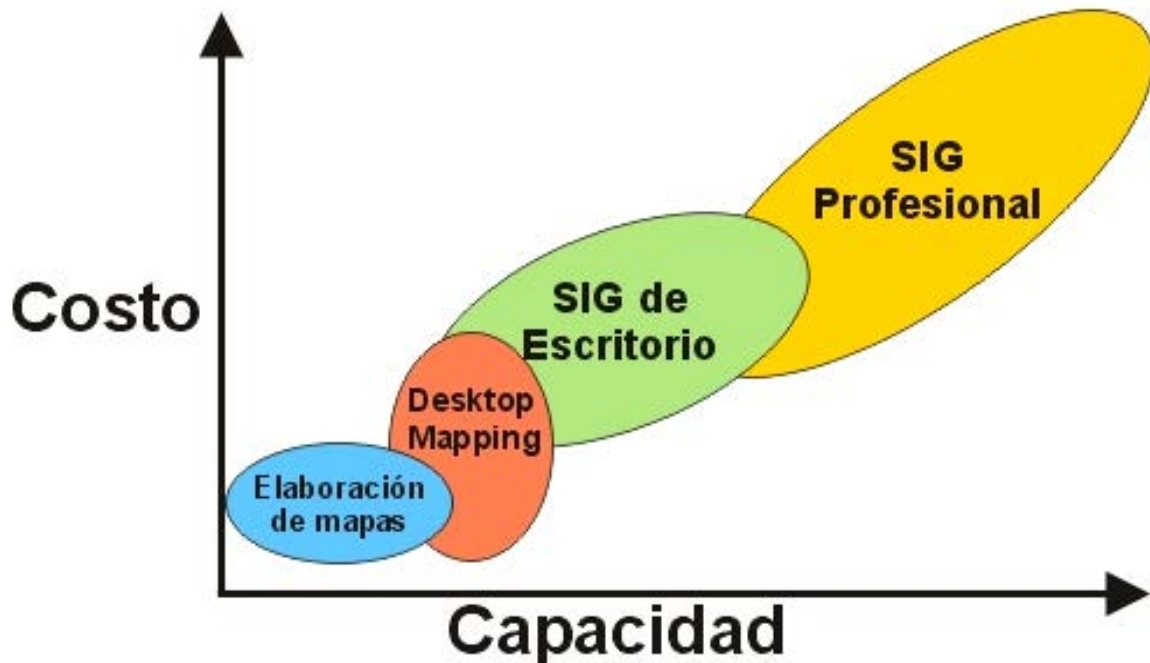 SIG
Profesional
Costo
SIG de
Escritorio
Desktop
Mapping
Elaboración
de mapas
Capacidad